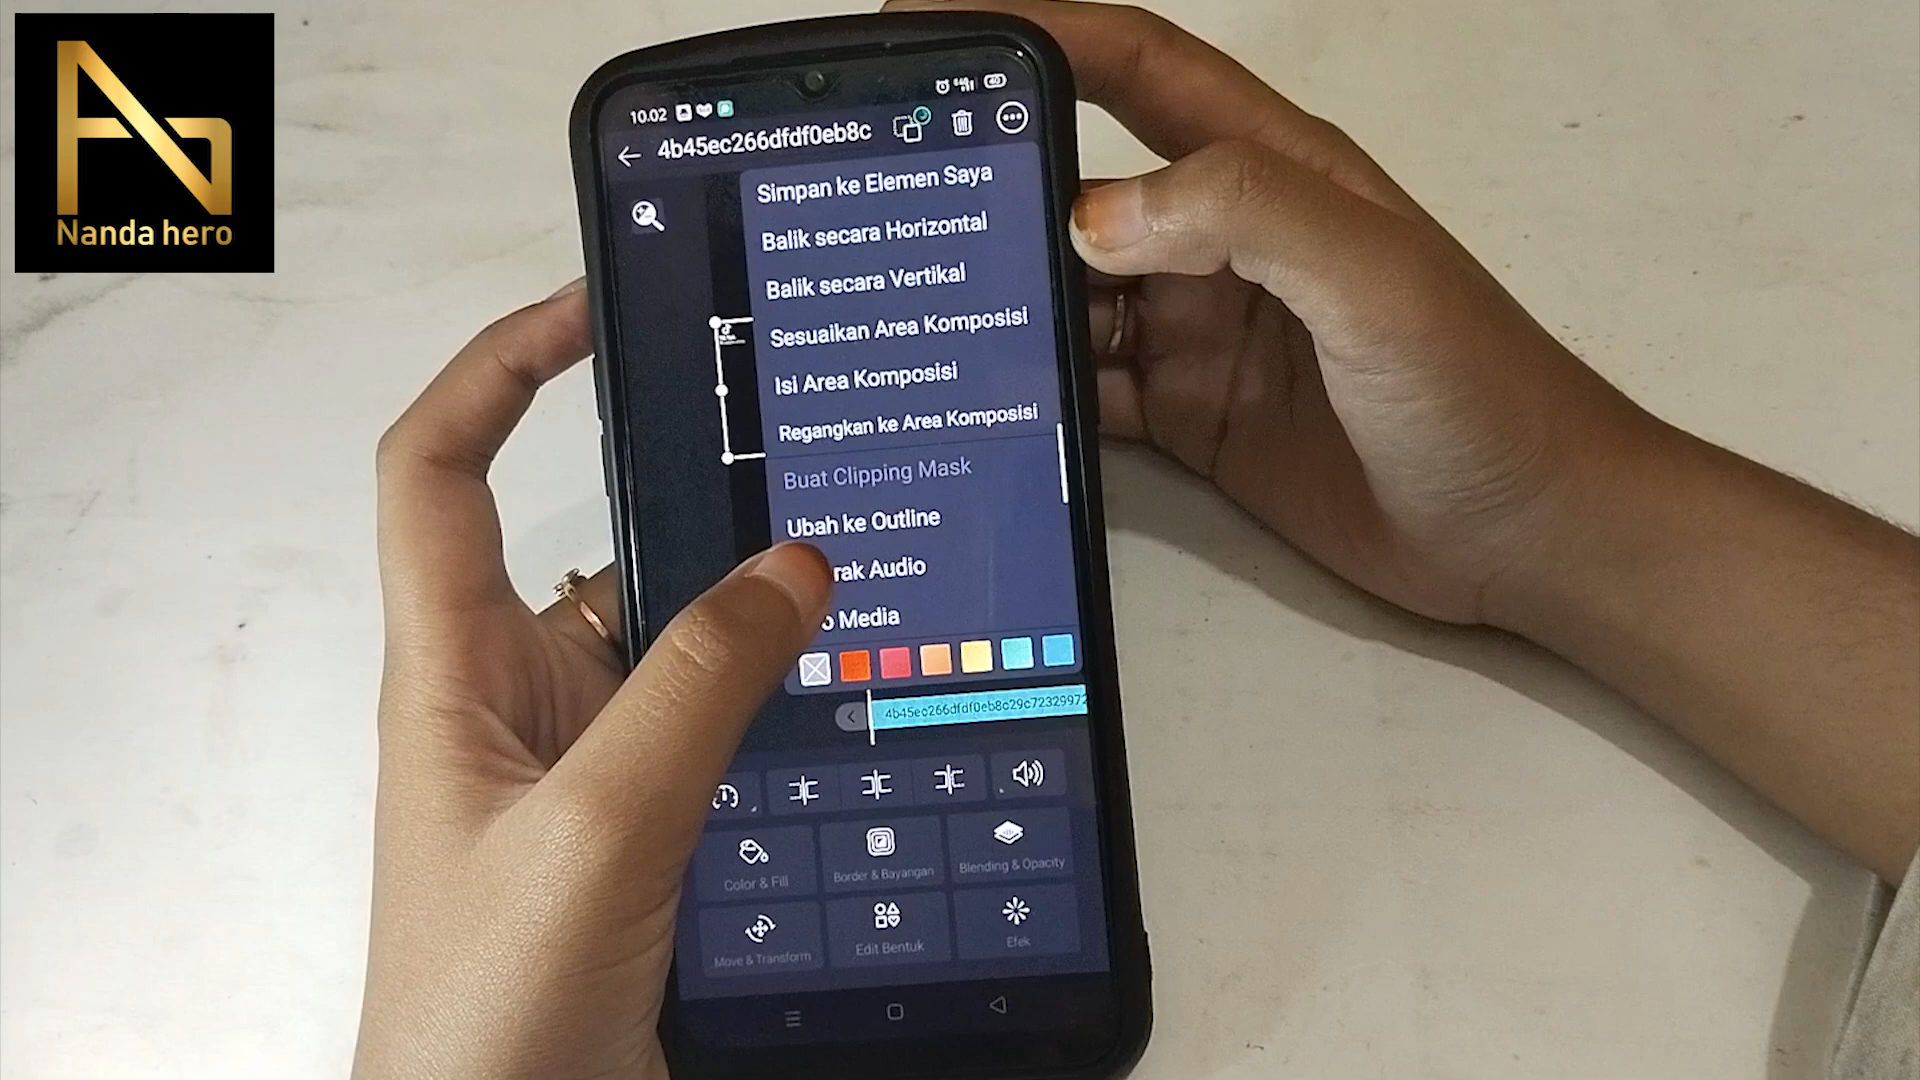 Nanda hero
10.02
40
4b45ec266dfdf0eb8c
Simpan ke Elemen Saya
Balik secara Horizontal
Balik secara Vertikal
Sesuaikan Area Komposisi
Isi Area Komposisi
Regangkan ke Area Komposisi
Buat Clipping Mask
Ubah ke Outline
rak Audio
o Media
4b45ec266dfdf0eb8c29c72329972
Color & Fill
Border & Bayangan
Blending & Opacity
Move & Transform
Edit Bentuk
Efek